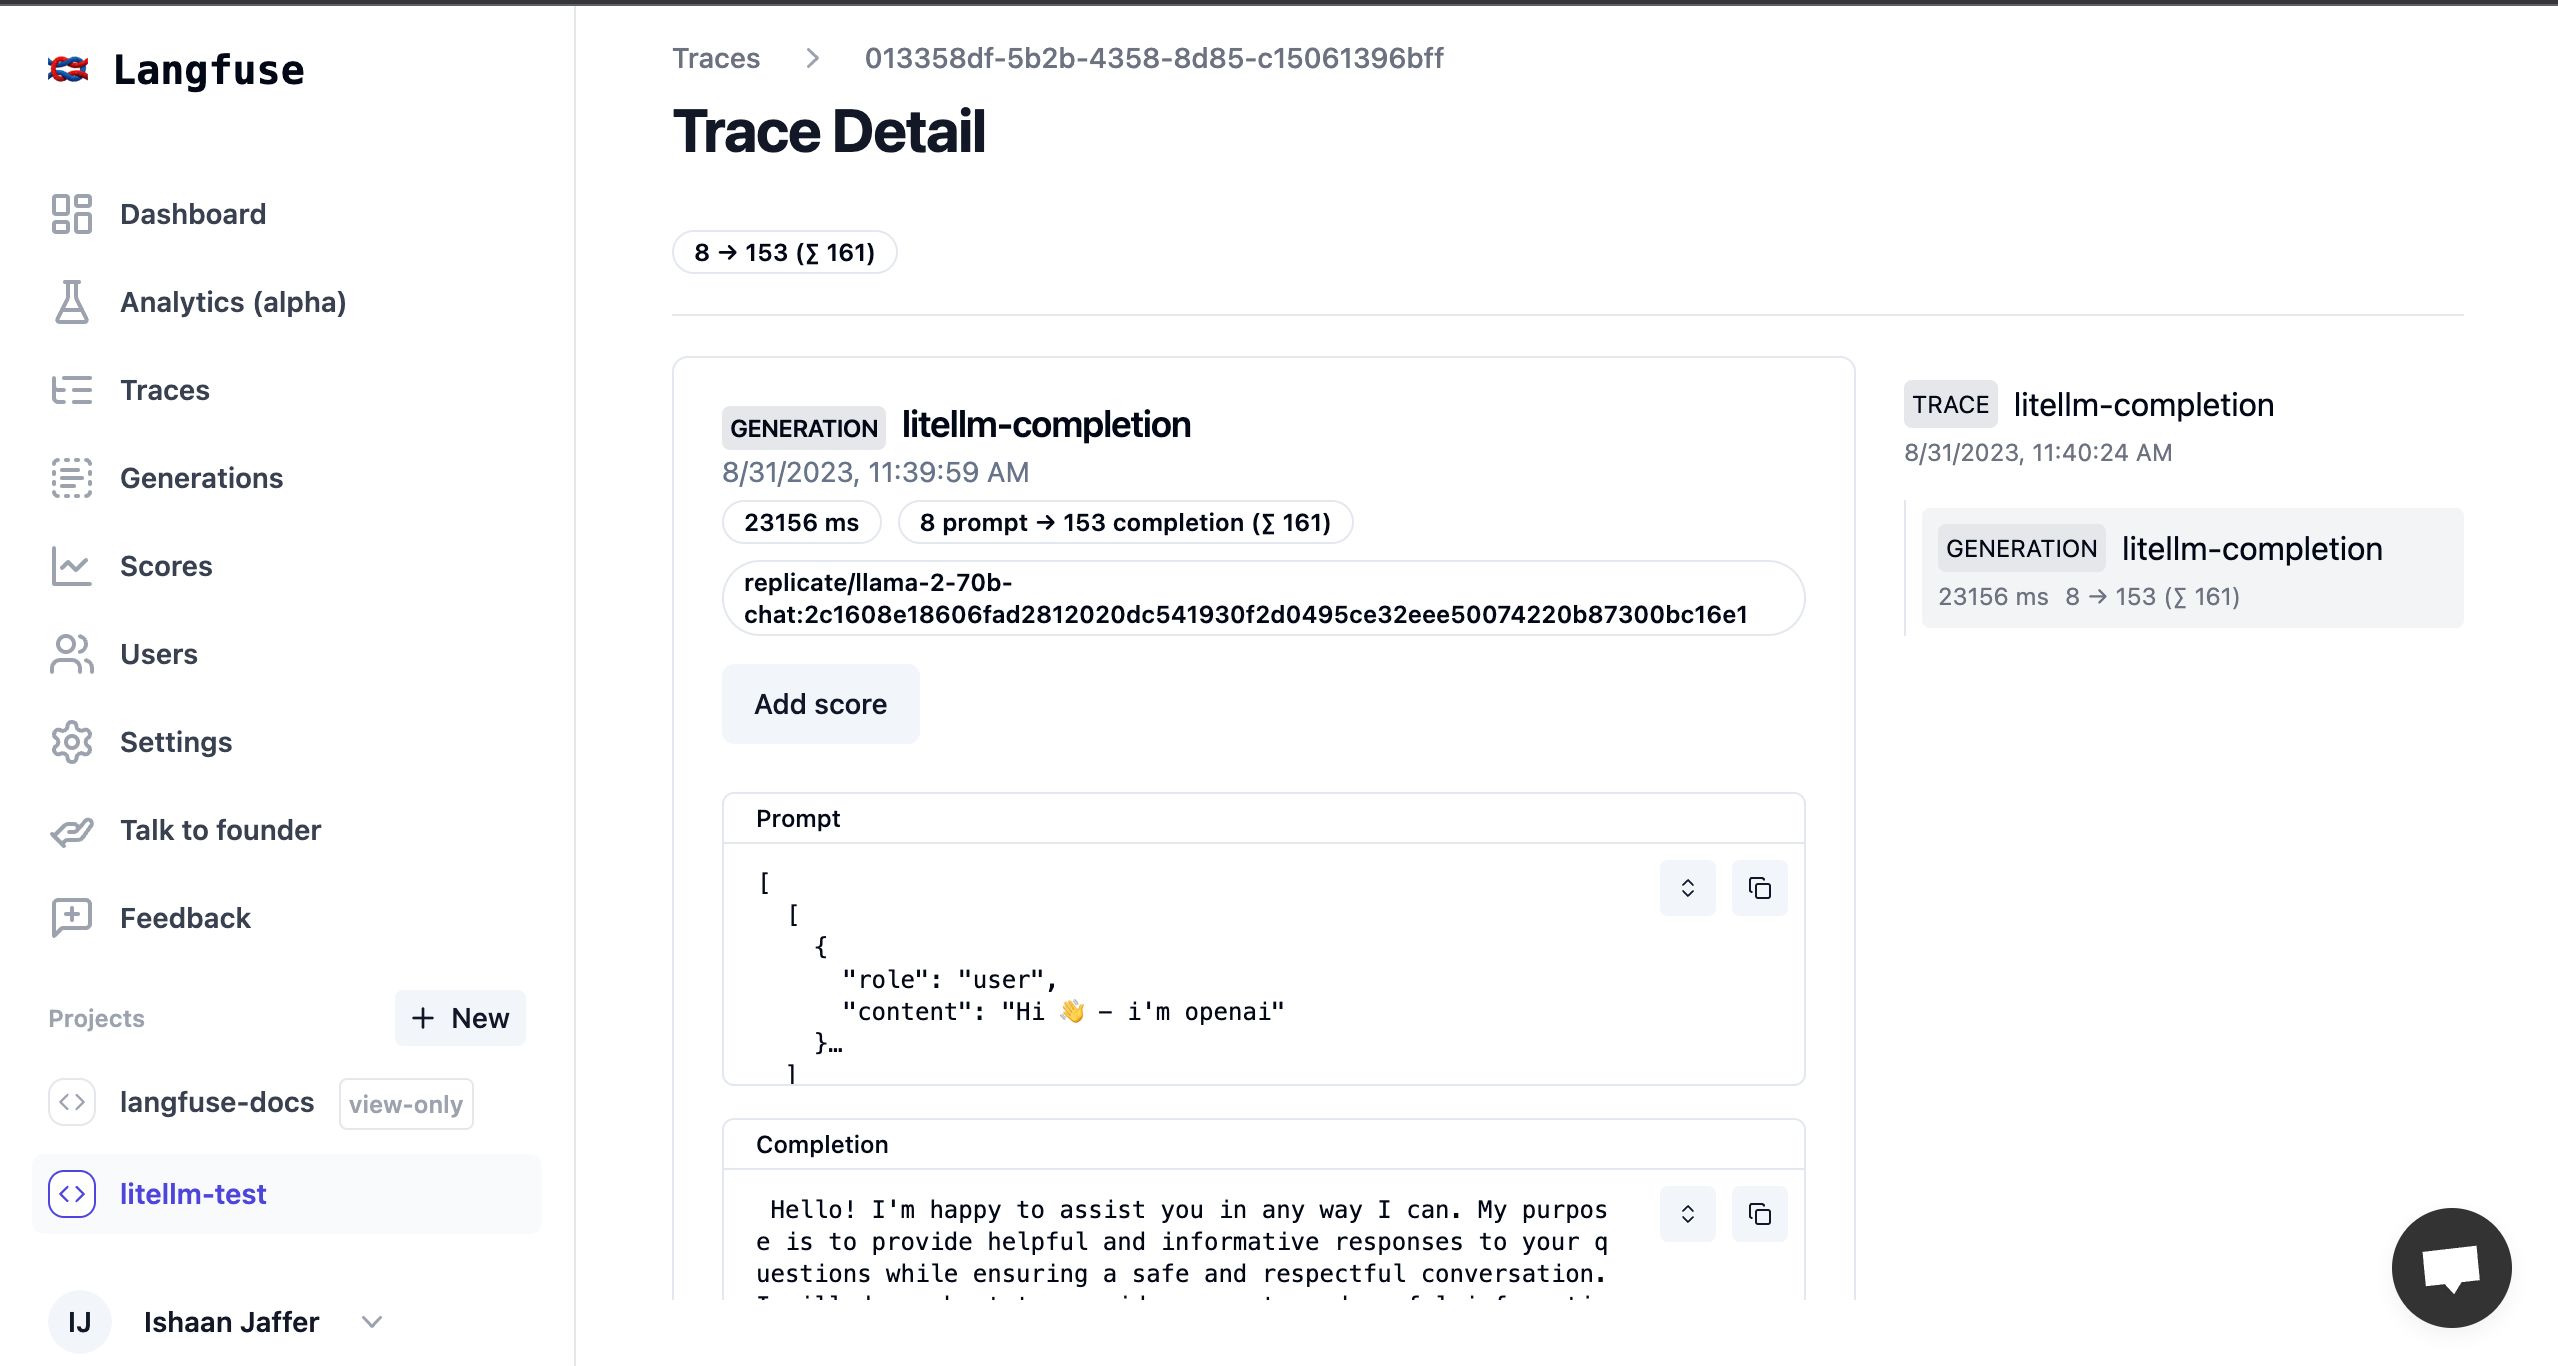 Langfuse
Dashboard
Analytics (alpha)
Traces
Generations
Scores
Users
Settings
Talk to founder
Feedback
Projects
+ New
langfuse-docs view-only
litellm-test
IJ Ishaan Jaffer
Traces > 013358df-5b2b-4358-8d85-c15061396bff
Trace Detail
8 → 153 (∑ 161)
GENERATION litellm-completion
8/31/2023, 11:39:59 AM
23156 ms 8 prompt → 153 completion (∑ 161)
replicate/llama-2-70b-
chat:2c1608e18606fad2812020dc541930f2d0495ce32eee50074220b87300bc16e1
Add score
Prompt
[
[
{
"role": "user",
"content": "Hi 👋 - i'm openai"
}…
]
Completion
Hello! I'm happy to assist you in any way I can. My purpos
e is to provide helpful and informative responses to your q
uestions while ensuring a safe and respectful conversation.
TRACE litellm-completion
8/31/2023, 11:40:24 AM
GENERATION litellm-completion
23156 ms 8 → 153 (∑ 161)